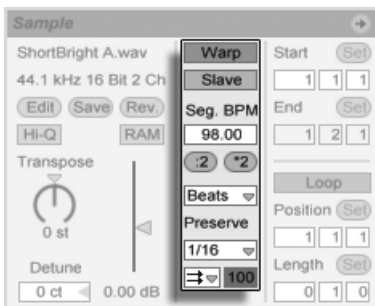 Sample
ShortBright A.wav
44.1 kHz 16 Bit 2 Ch
Edit Save Rev.
Hi-Q RAM
Transpose
0 st
Detune
0 ct 0.00 dB
Warp
Slave
Seg. BPM
98.00
:2 *2
Beats
Preserve
1/16
100
Start Set
1 1 1
End Set
1 2 1
Loop
Position Set
1 1 1
Length Set
0 1 0